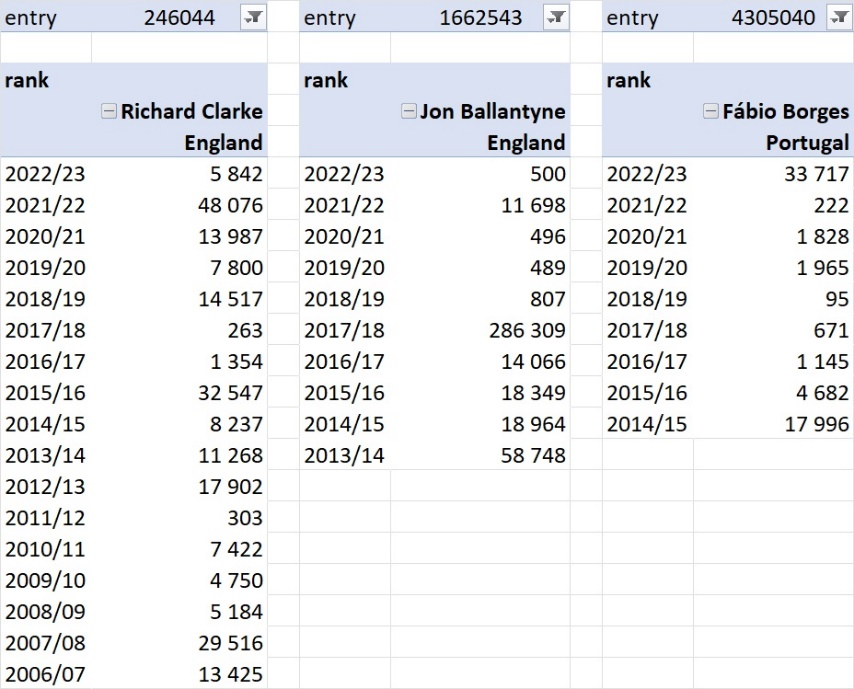 entry 246044 entry 1662543 entry 4305040
rank rank rank
Richard Clarke Jon Ballantyne Fábio Borges
England England Portugal
2022/23 5 842 2022/23 500 2022/23 33 717
2021/22 48 076 2021/22 11 698 2021/22 222
2020/21 13 987 2020/21 496 2020/21 1 828
2019/20 7 800 2019/20 489 2019/20 1 965
2018/19 14 517 2018/19 807 2018/19 95
2017/18 263 2017/18 286 309 2017/18 671
2016/17 1 354 2016/17 14 066 2016/17 1 145
2015/16 32 547 2015/16 18 349 2015/16 4 682
2014/15 8 237 2014/15 18 964 2014/15 17 996
2013/14 11 268 2013/14 58 748
2012/13 17 902
2011/12 303
2010/11 7 422
2009/10 4 750
2008/09 5 184
2007/08 29 516
2006/07 13 425